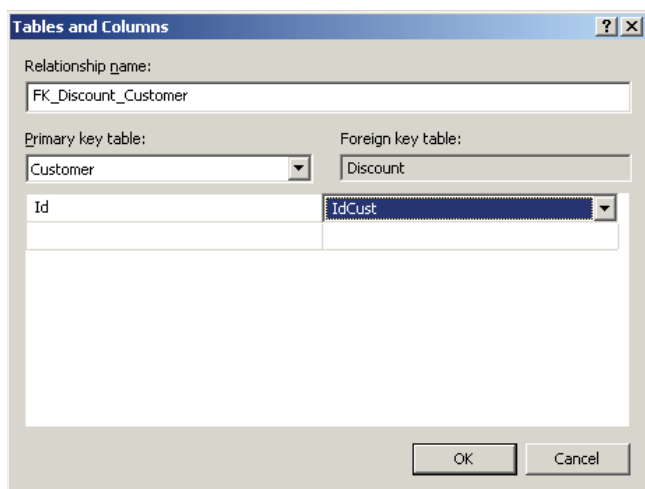 Tables and Columns
Relationship name:
FK_Discount_Customer
Primary key table: Foreign key table:
Customer Discount
Id IdCust
OK Cancel